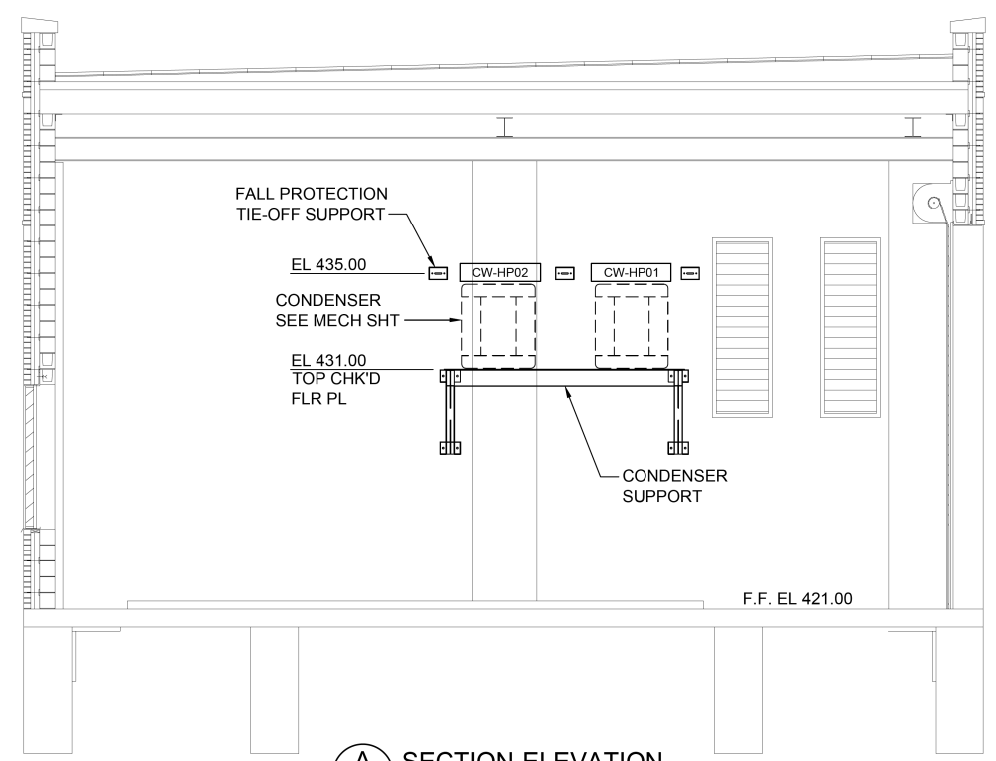 FALL PROTECTION
TIE-OFF SUPPORT
EL 435.00
CW-HP02
CW-HP01
CONDENSER
SEE MECH SHT
EL 431.00
TOP CHK'D
FLR PL
CONDENSER
SUPPORT
F.F. EL 421.00
A
SECTION ELEVATION